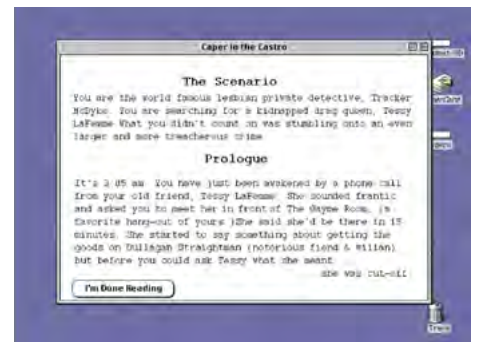 Caper in the Castro
The Scenario
You are the world famous lesbian private detective, Tracker
McDyke. You are searching for a kidnapped drag queen, Tessy
LaFemme What you didn't count on was stumbling onto an even
larger and more treacherous crime
Prologue
It's 3 05 am You have just been awakened by a phone call
from your old friend, Tessy LaFemme. She sounded frantic
and asked you to meet her in front of The Gayme Room, (a
favorite hang-out of yours )She said she'd be there in 15
minutes. She started to say something about getting the
goods on Dullagan Straightman (notorious fiend & villan)
but before you could ask Tessy what she meant
she was cut-off
I'm Done Reading
Trash